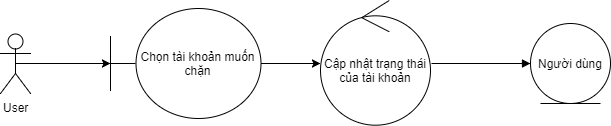 User
Chọn tài khoản muốn
chặn
Cập nhật trạng thái
của tài khoản
Người dùng